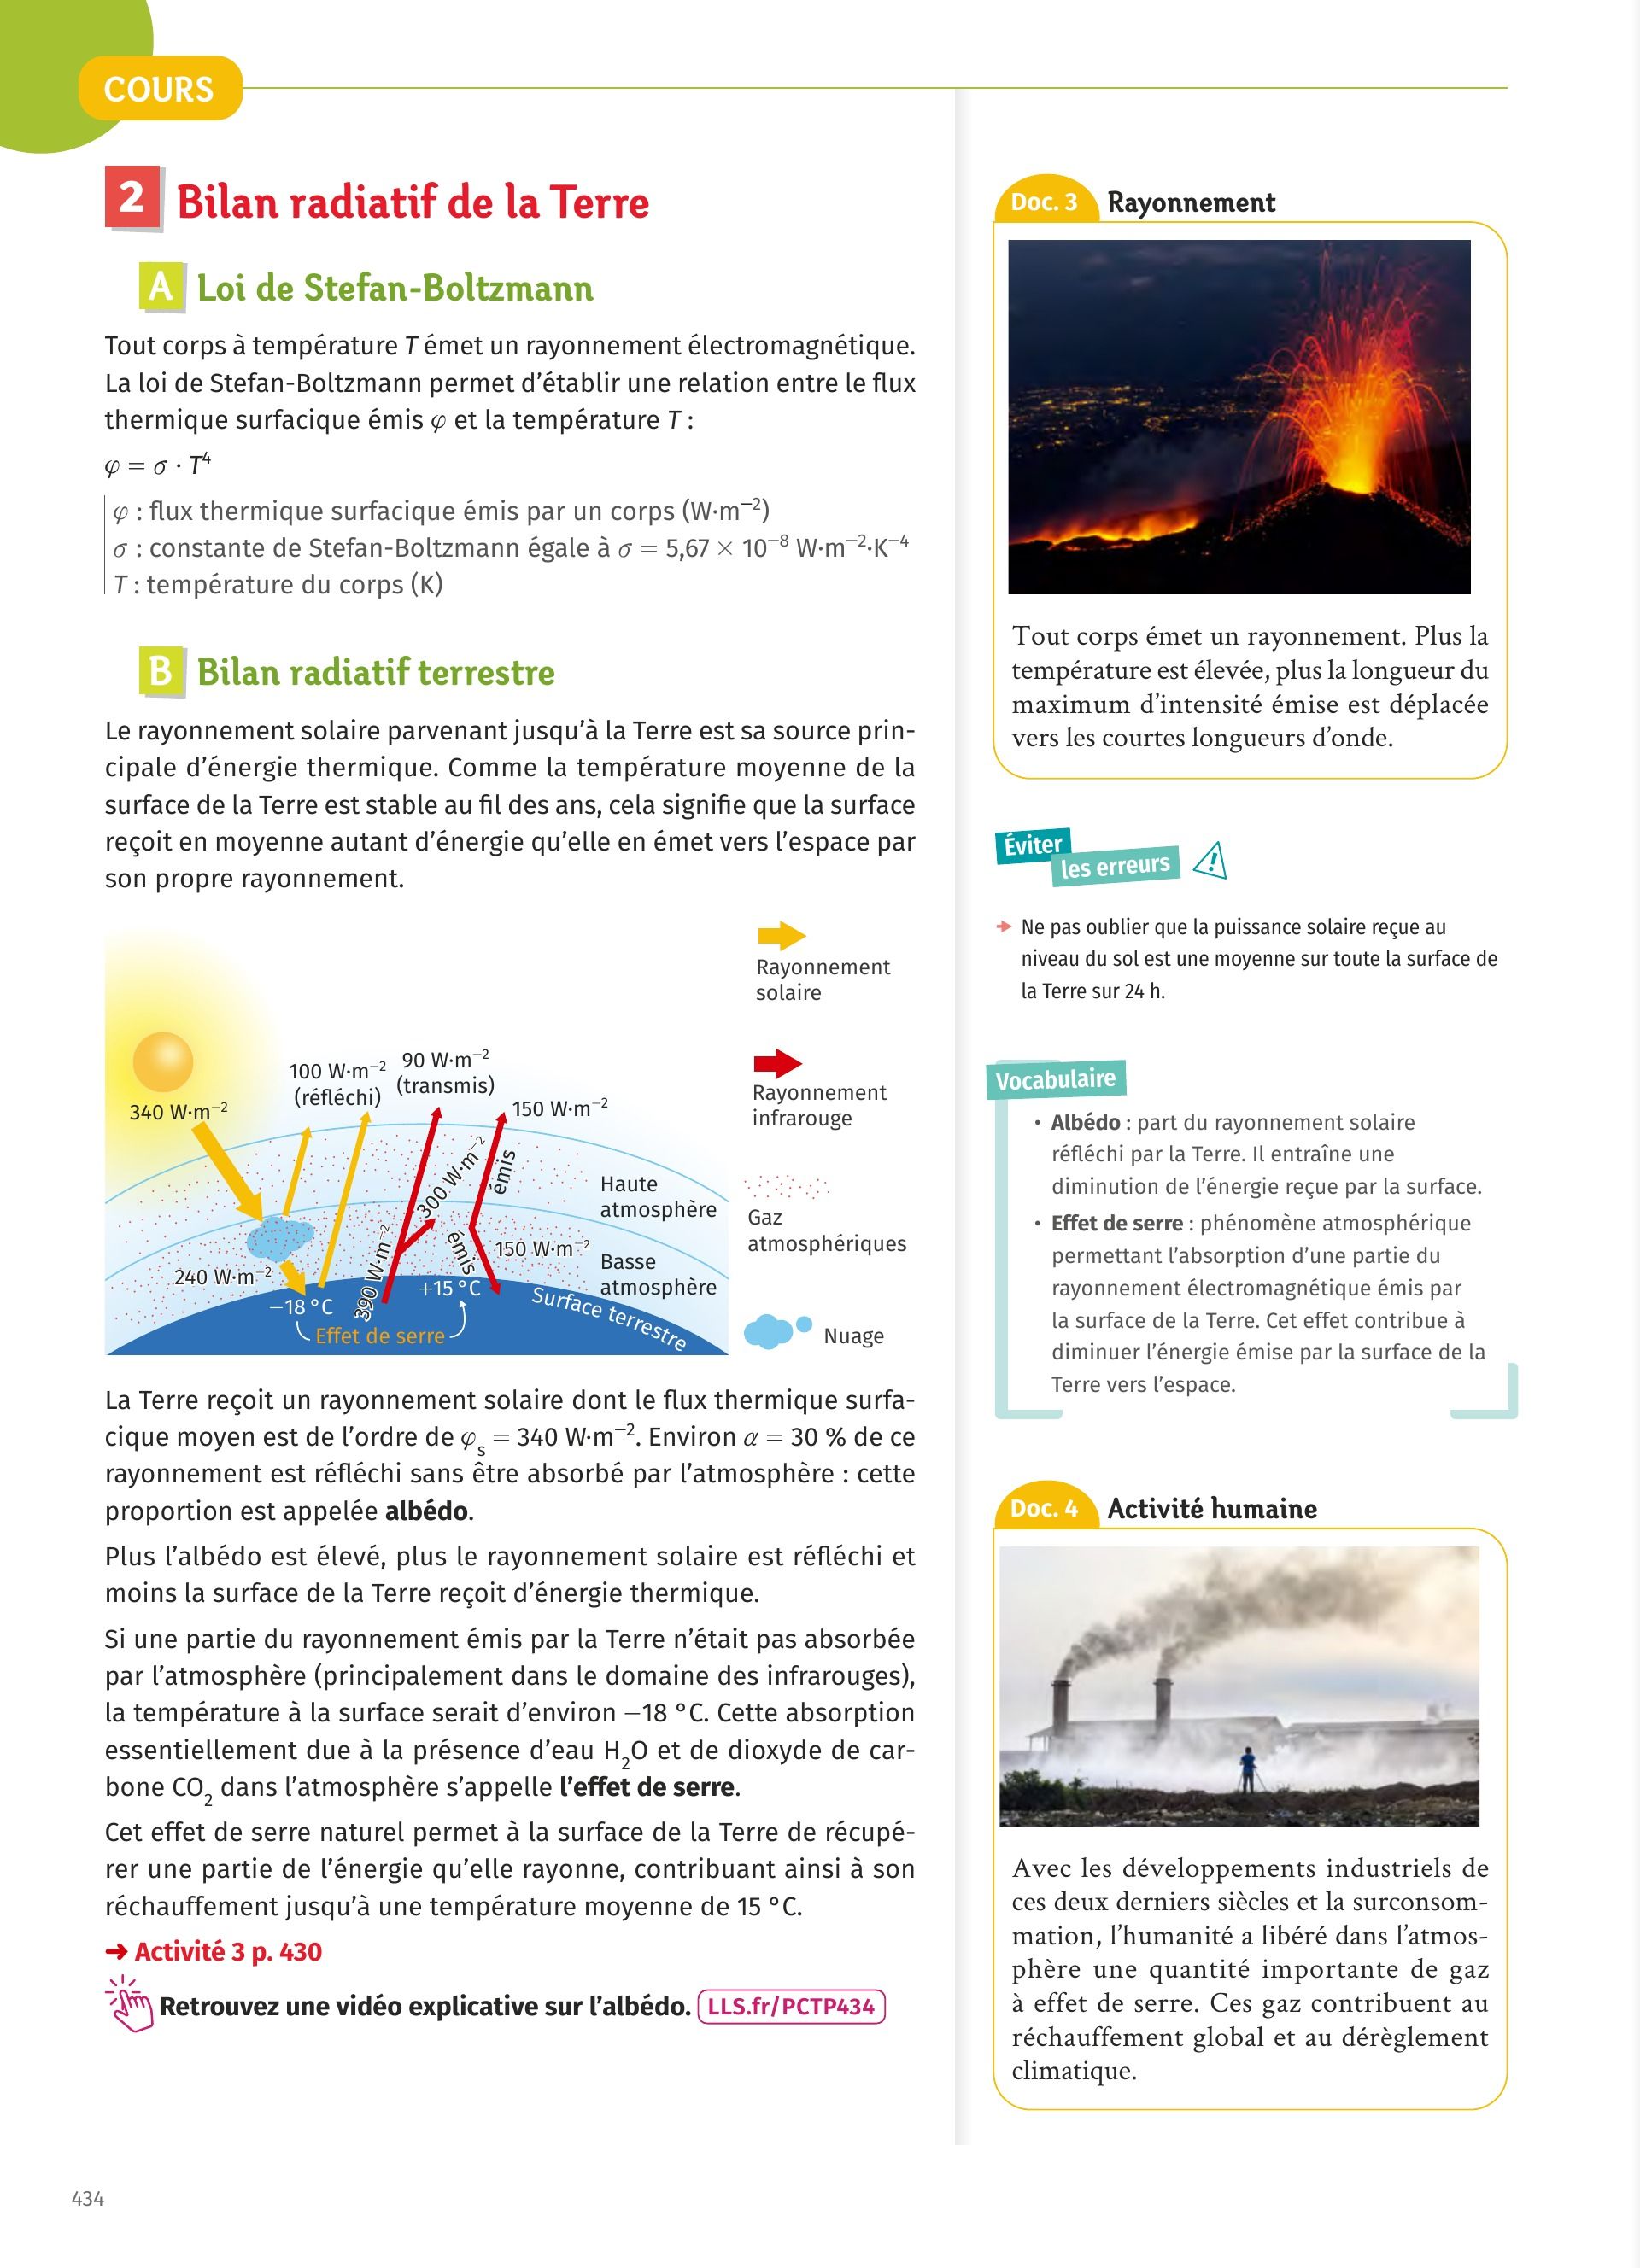 COURS
2 Bilan radiatif de la Terre
A Loi de Stefan-Boltzmann
Tout corps à température T émet un rayonnement électromagnétique.
La loi de Stefan-Boltzmann permet d’établir une relation entre le flux
thermique surfacique émis φ et la température T :
φ = σ · T⁴
φ : flux thermique surfacique émis par un corps (W·m⁻²)
σ : constante de Stefan-Boltzmann égale à σ = 5,67 × 10⁻⁸ W·m⁻²·K⁻⁴
T : température du corps (K)
B Bilan radiatif terrestre
Le rayonnement solaire parvenant jusqu’à la Terre est sa source prin-
cipale d’énergie thermique. Comme la température moyenne de la
surface de la Terre est stable au fil des ans, cela signifie que la surface
reçoit en moyenne autant d’énergie qu’elle en émet vers l’espace par
son propre rayonnement.
340 W·m⁻²
100 W·m⁻²
(réfléchi)
90 W·m⁻²
(transmis)
150 W·m⁻²
300 W·m⁻²
émis
Haute
atmosphère
240 W·m⁻²
390 W·m⁻²
émis
150 W·m⁻²
Basse
atmosphère
−18 °C
+15 °C
Effet de serre
Surface terrestre
Rayonnement
solaire
Rayonnement
infrarouge
Gaz
atmosphériques
Nuage
La Terre reçoit un rayonnement solaire dont le flux thermique surfa-
cique moyen est de l’ordre de φₛ = 340 W·m⁻². Environ α = 30 % de ce
rayonnement est réfléchi sans être absorbé par l’atmosphère : cette
proportion est appelée albédo.
Plus l’albédo est élevé, plus le rayonnement solaire est réfléchi et
moins la surface de la Terre reçoit d’énergie thermique.
Si une partie du rayonnement émis par la Terre n’était pas absorbée
par l’atmosphère (principalement dans le domaine des infrarouges),
la température à la surface serait d’environ −18 °C. Cette absorption
essentiellement due à la présence d’eau H₂O et de dioxyde de car-
bone CO₂ dans l’atmosphère s’appelle l’effet de serre.
Cet effet de serre naturel permet à la surface de la Terre de récupé-
rer une partie de l’énergie qu’elle rayonne, contribuant ainsi à son
réchauffement jusqu’à une température moyenne de 15 °C.
➜ Activité 3 p. 430
Retrouvez une vidéo explicative sur l’albédo. LLS.fr/PCTP434
Doc. 3 Rayonnement
Tout corps émet un rayonnement. Plus la
température est élevée, plus la longueur du
maximum d’intensité émise est déplacée
vers les courtes longueurs d’onde.
Éviter
les erreurs
Ne pas oublier que la puissance solaire reçue au
niveau du sol est une moyenne sur toute la surface de
la Terre sur 24 h.
Vocabulaire
• Albédo : part du rayonnement solaire
réfléchi par la Terre. Il entraîne une
diminution de l’énergie reçue par la surface.
• Effet de serre : phénomène atmosphérique
permettant l’absorption d’une partie du
rayonnement électromagnétique émis par
la surface de la Terre. Cet effet contribue à
diminuer l’énergie émise par la surface de la
Terre vers l’espace.
Doc. 4 Activité humaine
Avec les développements industriels de
ces deux derniers siècles et la surconsom-
mation, l’humanité a libéré dans l’atmos-
phère une quantité importante de gaz
à effet de serre. Ces gaz contribuent au
réchauffement global et au dérèglement
climatique.
434